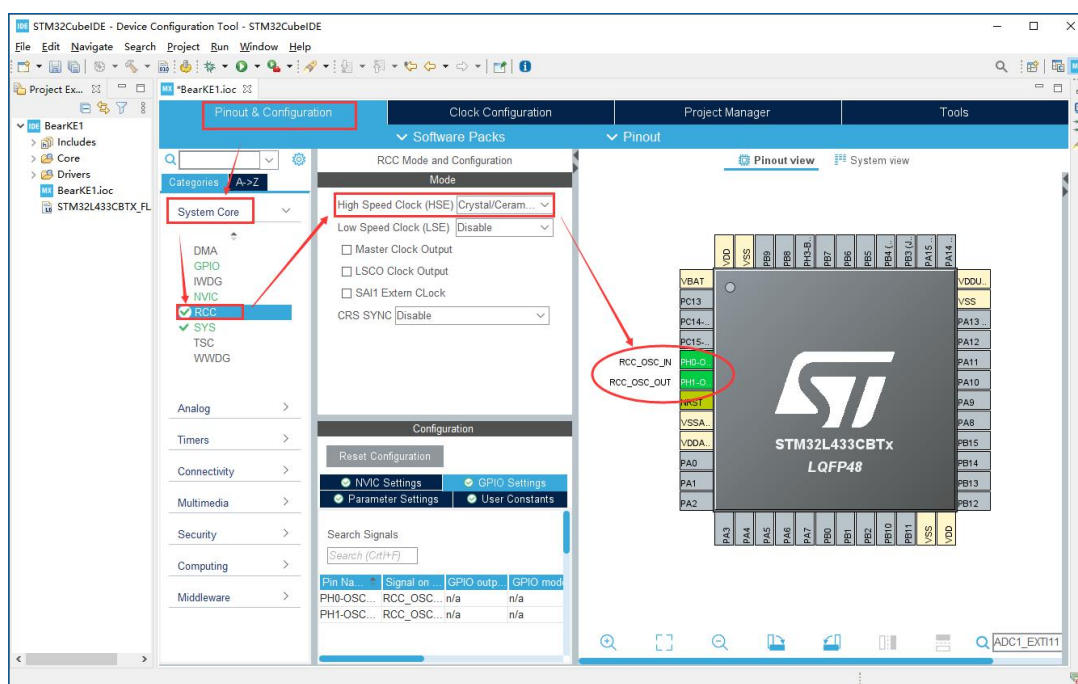 IDE STM32CubeIDE - Device Configuration Tool - STM32CubeIDE
File Edit Navigate Search Project Run Window Help
Project Ex...
MX *BearKE1.ioc
IDE BearKE1
Includes
Core
Drivers
MX BearKE1.ioc
STM32L433CBTX_FL
Pinout & Configuration
Clock Configuration
Project Manager
Tools
Software Packs
Pinout
Categories
A->Z
System Core
DMA
GPIO
IWDG
NVIC
RCC
SYS
TSC
WWDG
Analog
Timers
Connectivity
Multimedia
Security
Computing
Middleware
RCC Mode and Configuration
Mode
High Speed Clock (HSE) Crystal/Ceram...
Low Speed Clock (LSE) Disable
Master Clock Output
LSCO Clock Output
SAI1 Extern CLock
CRS SYNC Disable
Configuration
Reset Configuration
NVIC Settings
GPIO Settings
Parameter Settings
User Constants
Search Signals
Search (Crtl+F)
Pin Na... Signal on ... GPIO outp... GPIO mod
PH0-OSC... RCC_OSC... n/a n/a
PH1-OSC... RCC_OSC... n/a n/a
Pinout view
System view
VDD
VSS
PB9
PB8
PH3-B..
PB7
PB6
PB5
PB4 (..
PB3 (J..
PA15 ..
PA14 ..
VBAT
PC13
PC14-..
PC15-..
RCC_OSC_IN PH0-O..
RCC_OSC_OUT PH1-O..
NRST
VSSA..
VDDA..
PA0
PA1
PA2
VDDU..
VSS
PA13 ..
PA12
PA11
PA10
PA9
PA8
PB15
PB14
PB13
PB12
ST
STM32L433CBTx
LQFP48
PA3
PA4
PA5
PA6
PA7
PB0
PB1
PB2
PB10
PB11
VSS
VDD
ADC1_EXTI11